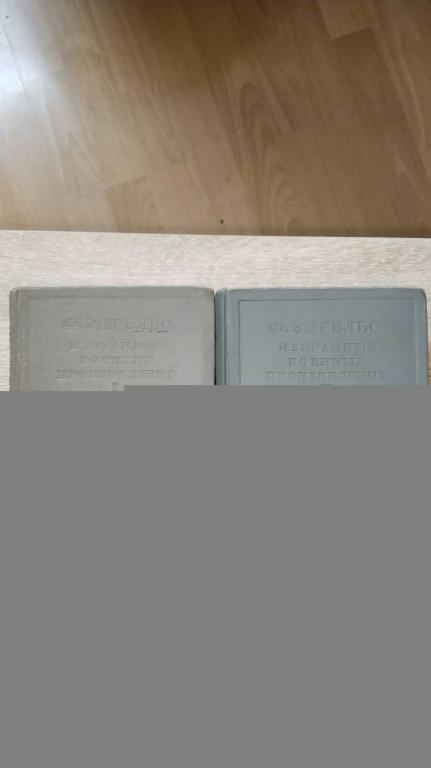 Ф. ЭНГЕЛЬС
ИЗБРАННЫЕ
ВОЕННЫЕ
ПРОИЗВЕДЕНИЯ
I
Ф. ЭНГЕЛЬС
ИЗБРАННЫЕ
ВОЕННЫЕ
ПРОИЗВЕДЕНИЯ